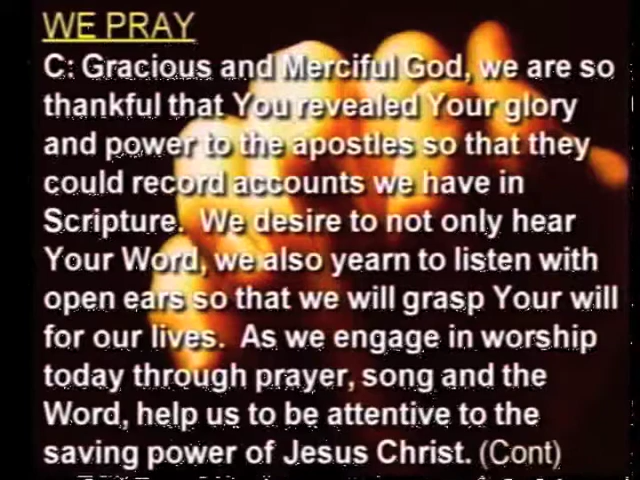 WE PRAY
C: Gracious and Merciful God, we are so
thankful that You revealed Your glory
and power to the apostles so that they
could record accounts we have in
Scripture.  We desire to not only hear
Your Word, we also yearn to listen with
open ears so that we will grasp Your will
for our lives.  As we engage in worship
today through prayer, song and the
Word, help us to be attentive to the
saving power of Jesus Christ. (Cont)